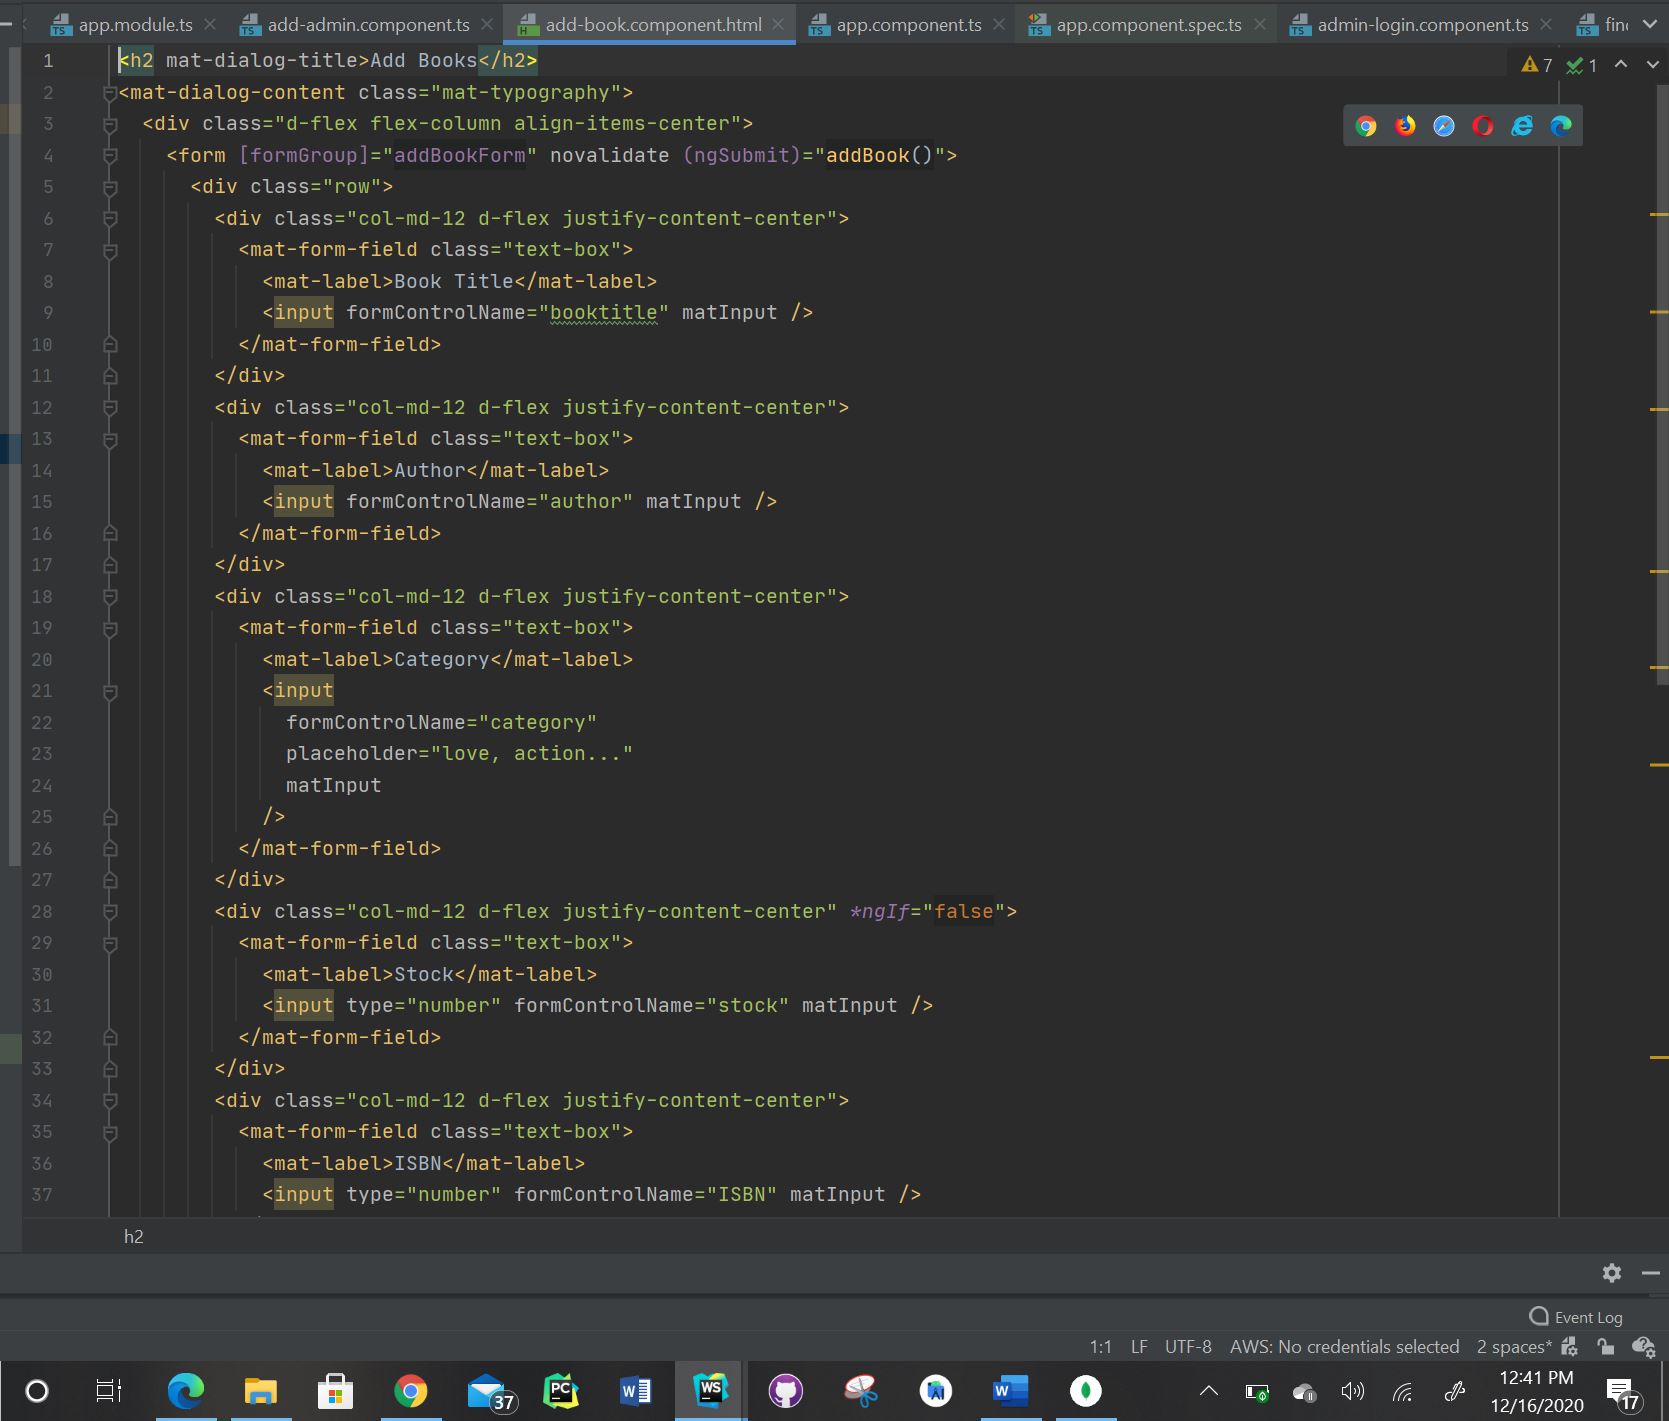 app.module.ts add-admin.component.ts add-book.component.html app.component.ts app.component.spec.ts admin-login.component.ts
1 <h2 mat-dialog-title>Add Books</h2> 7 1
2 <mat-dialog-content class="mat-typography">
3 <div class="d-flex flex-column align-items-center">
4 <form [formGroup]="addBookForm" novalidate (ngSubmit)="addBook()">
5 <div class="row">
6 <div class="col-md-12 d-flex justify-content-center">
7 <mat-form-field class="text-box">
8 <mat-label>Book Title</mat-label>
9 <input formControlName="booktitle" matInput />
10 </mat-form-field>
11 </div>
12 <div class="col-md-12 d-flex justify-content-center">
13 <mat-form-field class="text-box">
14 <mat-label>Author</mat-label>
15 <input formControlName="author" matInput />
16 </mat-form-field>
17 </div>
18 <div class="col-md-12 d-flex justify-content-center">
19 <mat-form-field class="text-box">
20 <mat-label>Category</mat-label>
21 <input
22 formControlName="category"
23 placeholder="love, action..."
24 matInput
25 />
26 </mat-form-field>
27 </div>
28 <div class="col-md-12 d-flex justify-content-center" *ngIf="false">
29 <mat-form-field class="text-box">
30 <mat-label>Stock</mat-label>
31 <input type="number" formControlName="stock" matInput />
32 </mat-form-field>
33 </div>
34 <div class="col-md-12 d-flex justify-content-center">
35 <mat-form-field class="text-box">
36 <mat-label>ISBN</mat-label>
37 <input type="number" formControlName="ISBN" matInput />
h2
Event Log
1:1 LF UTF-8 AWS: No credentials selected 2 spaces*
37 PC W WS W 12:41 PM
12/16/2020 17